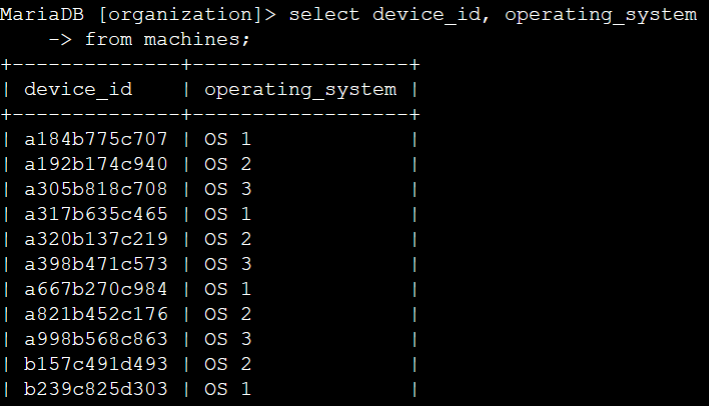 MariaDB [organization]> select device_id, operating_system
    -> from machines;
+--------------+------------------+
| device_id    | operating_system |
+--------------+------------------+
| a184b775c707 | OS 1             |
| a192b174c940 | OS 2             |
| a305b818c708 | OS 3             |
| a317b635c465 | OS 1             |
| a320b137c219 | OS 2             |
| a398b471c573 | OS 3             |
| a667b270c984 | OS 1             |
| a821b452c176 | OS 2             |
| a998b568c863 | OS 3             |
| b157c491d493 | OS 2             |
| b239c825d303 | OS 1             |